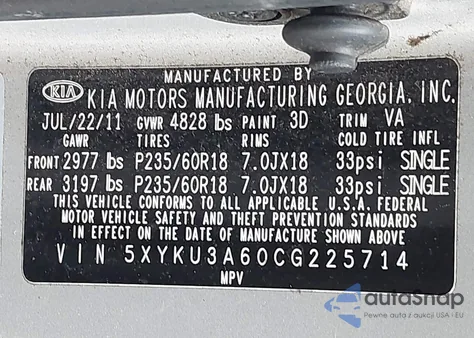 MANUFACTURED BY
KIA KIA MOTORS MANUFACTURING GEORGIA, INC.
JUL/22/11 GVWR 4828 lbs PAINT 3D TRIM VA
GAWR TIRES RIMS COLD TIRE INFL
FRONT 2977 lbs P235/60R18 7.0JX18 33psi SINGLE
REAR 3197 lbs P235/60R18 7.0JX18 33psi SINGLE
THIS VEHICLE CONFORMS TO ALL APPLICABLE U.S.A. FEDERAL
MOTOR VEHICLE SAFETY AND THEFT PREVENTION STANDARDS
IN EFFECT ON THE DATE OF MANUFACTURE SHOWN ABOVE
VIN 5XYKU3A60CG225714
MPV
autoSnap
Pewne auta z aukcji USA i EU